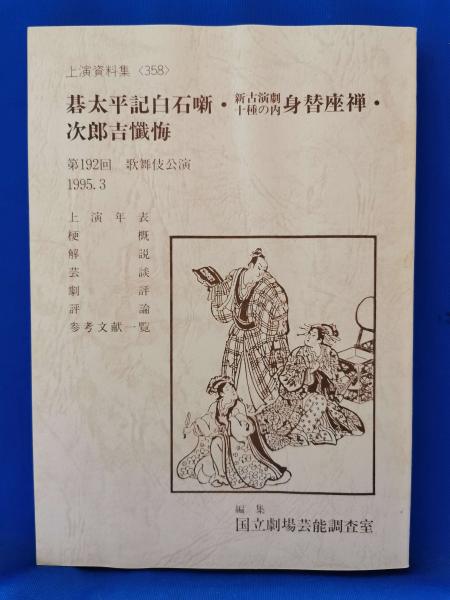 上演資料集〈358〉
碁太平記白石噺・新古演劇十種の内身替座禅・
次郎吉懺悔
第192回 歌舞伎公演
1995.3
上演年表
梗概
解説
芸談
劇評
評論
参考文献一覧
編集
国立劇場芸能調査室